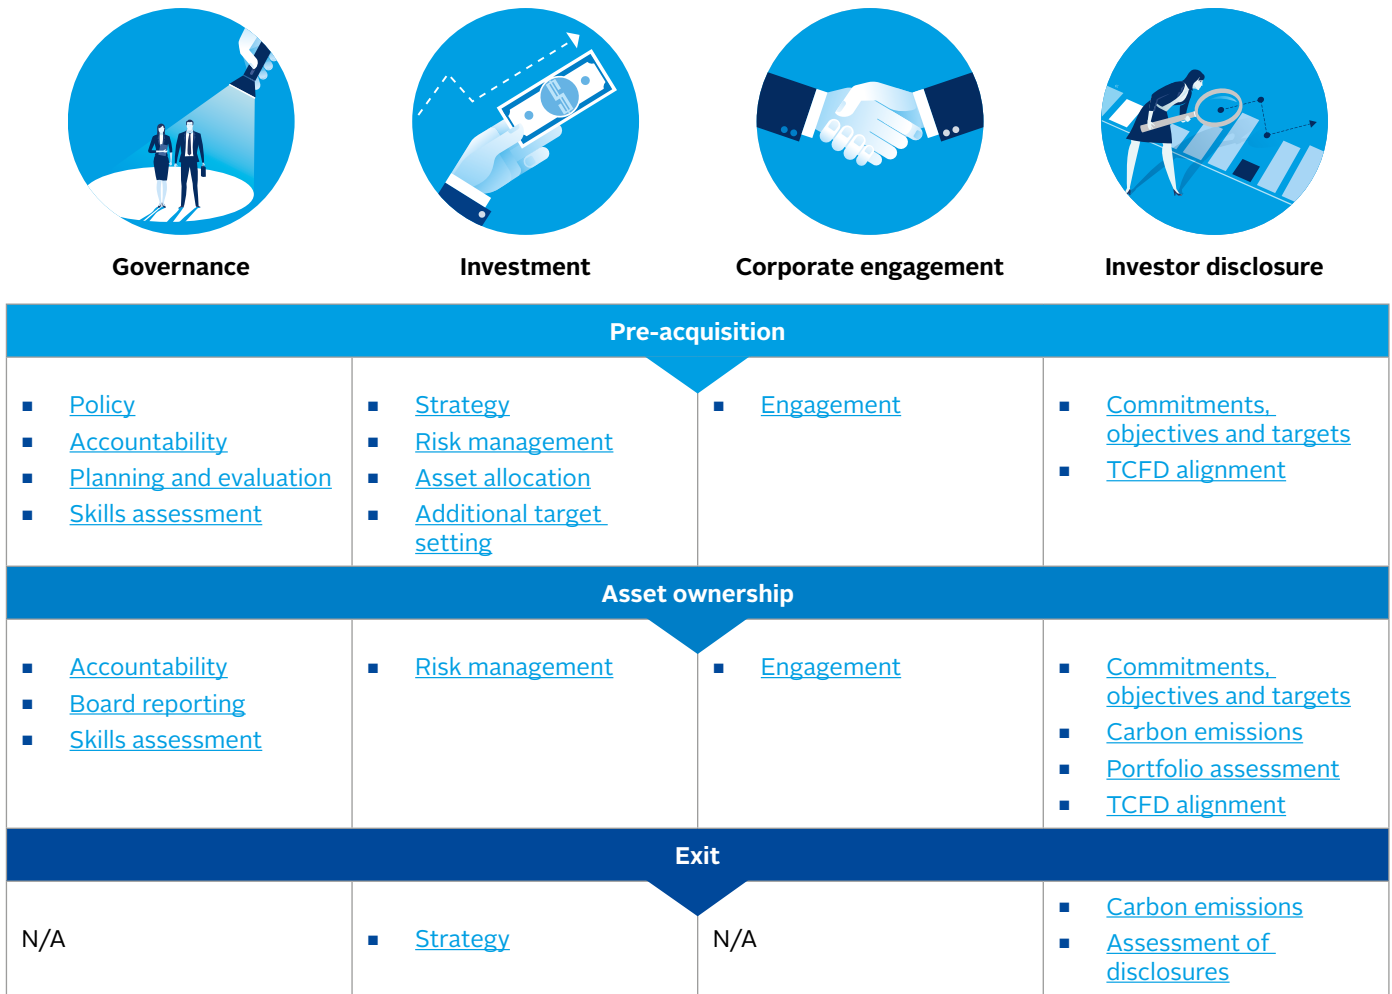 Governance
Investment
Corporate engagement
Investor disclosure
Pre-acquisition
Policy
Accountability
Planning and evaluation
Skills assessment
Strategy
Risk management
Asset allocation
Additional target
setting
Engagement
Commitments,
objectives and targets
TCFD alignment
Asset ownership
Accountability
Board reporting
Skills assessment
Risk management
Engagement
Commitments,
objectives and targets
Carbon emissions
Portfolio assessment
TCFD alignment
Exit
N/A
Strategy
N/A
Carbon emissions
Assessment of
disclosures